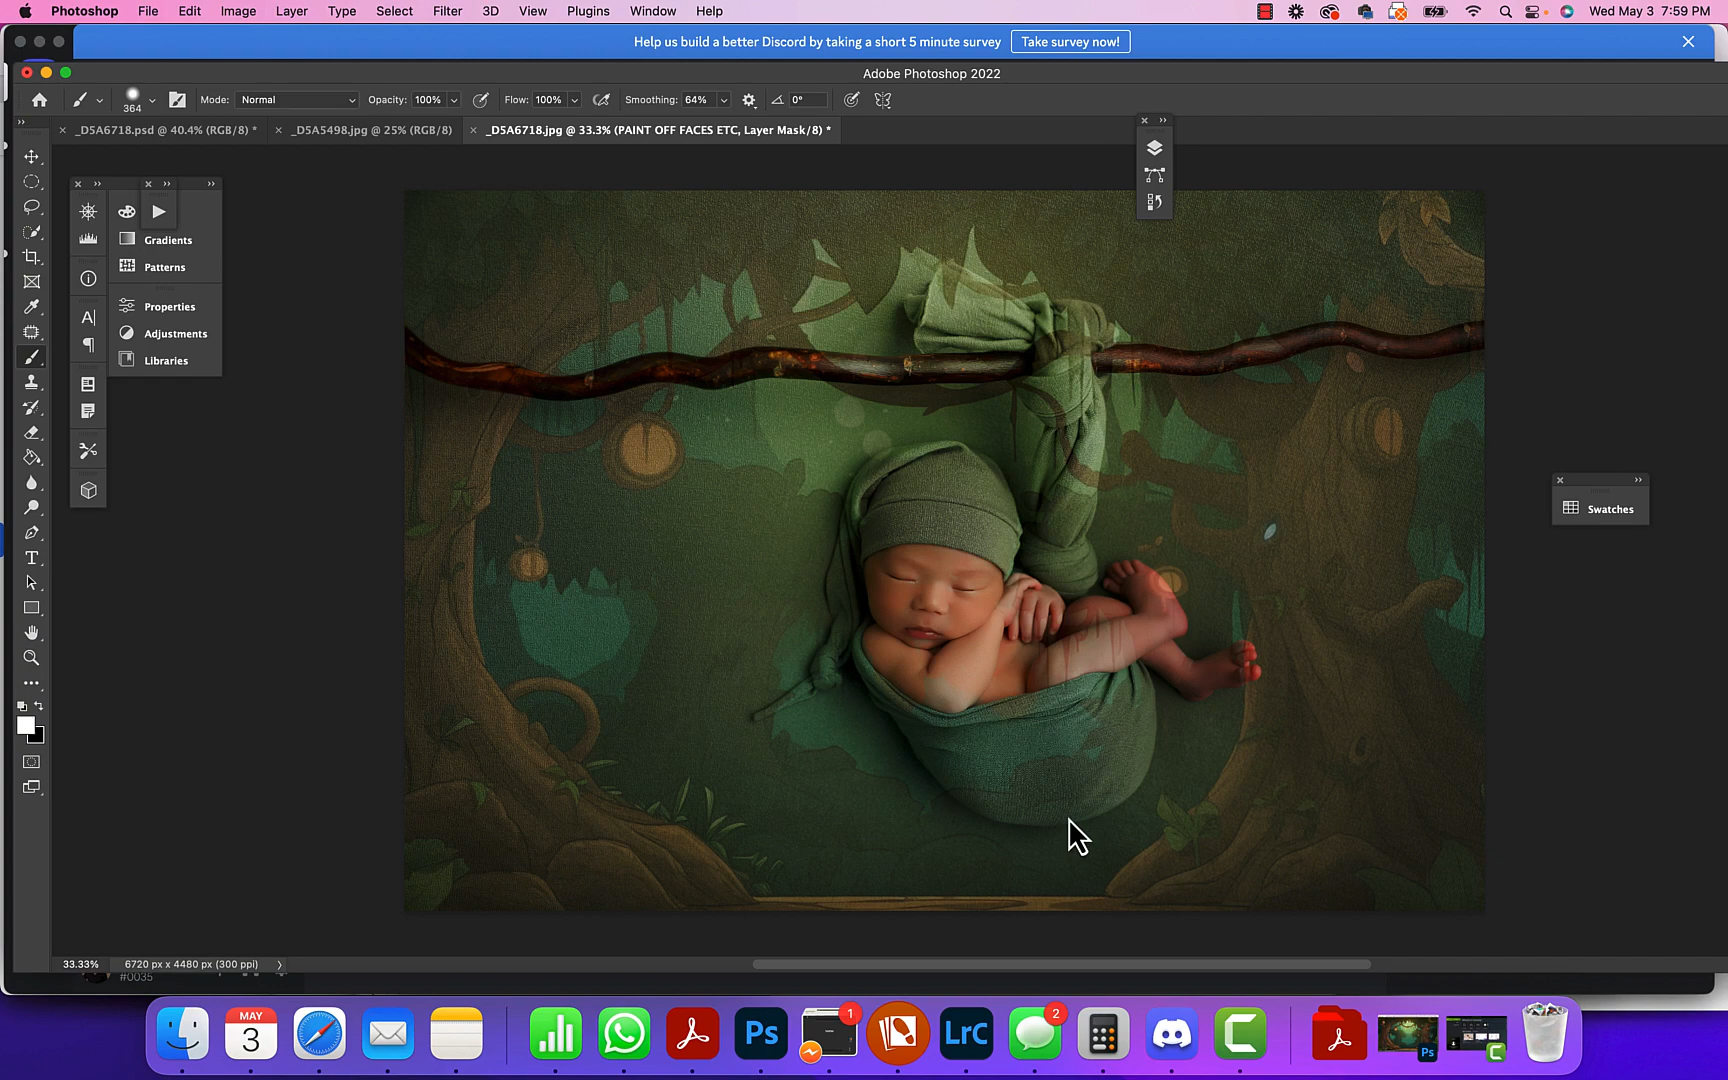 Photoshop File Edit Image Layer Type Select Filter 3D View Plugins Window Help Wed May 3 7:59 PM
Help us build a better Discord by taking a short 5 minute survey Take survey now!
Adobe Photoshop 2022
364 Mode: Normal Opacity: 100% Flow: 100% Smoothing: 64% 0°
_D5A6718.psd @ 40.4% (RGB/8) * _D5A5498.jpg @ 25% (RGB/8) _D5A6718.jpg @ 33.3% (PAINT OFF FACES ETC, Layer Mask/8) *
Gradients
Patterns
Properties
Adjustments
Libraries
Swatches
33.33% 6720 px x 4480 px (300 ppi)
#0035
MAY
3
1
2
Ps
LrC
Ps